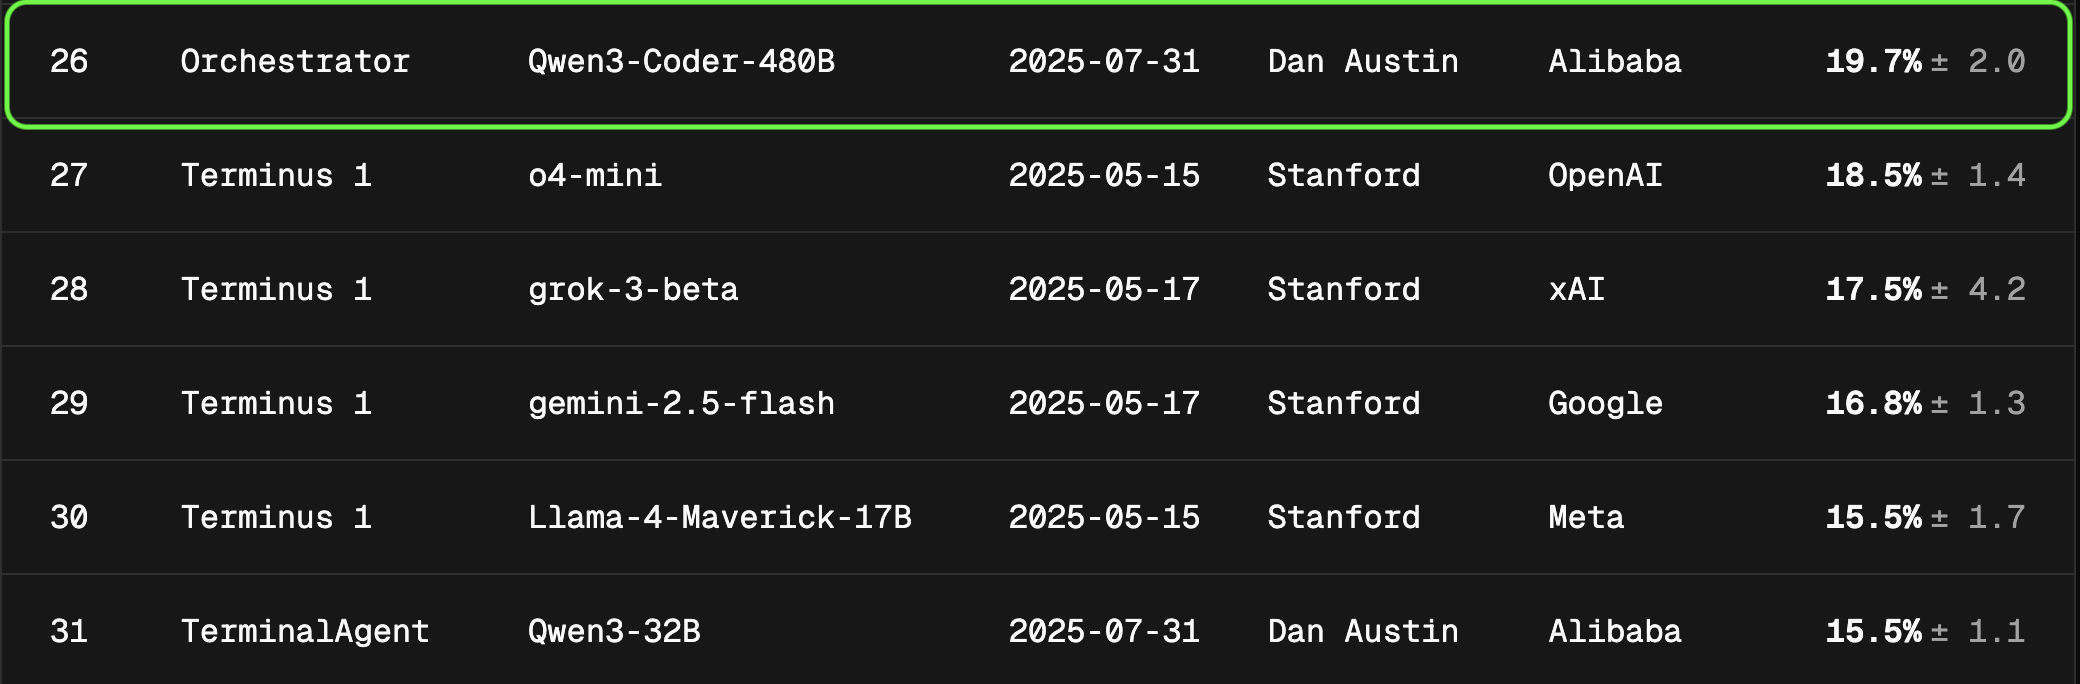 26 Orchestrator Qwen3-Coder-480B 2025-07-31 Dan Austin Alibaba 19.7% ± 2.0
27 Terminus 1 o4-mini 2025-05-15 Stanford OpenAI 18.5% ± 1.4
28 Terminus 1 grok-3-beta 2025-05-17 Stanford xAI 17.5% ± 4.2
29 Terminus 1 gemini-2.5-flash 2025-05-17 Stanford Google 16.8% ± 1.3
30 Terminus 1 Llama-4-Maverick-17B 2025-05-15 Stanford Meta 15.5% ± 1.7
31 TerminalAgent Qwen3-32B 2025-07-31 Dan Austin Alibaba 15.5% ± 1.1